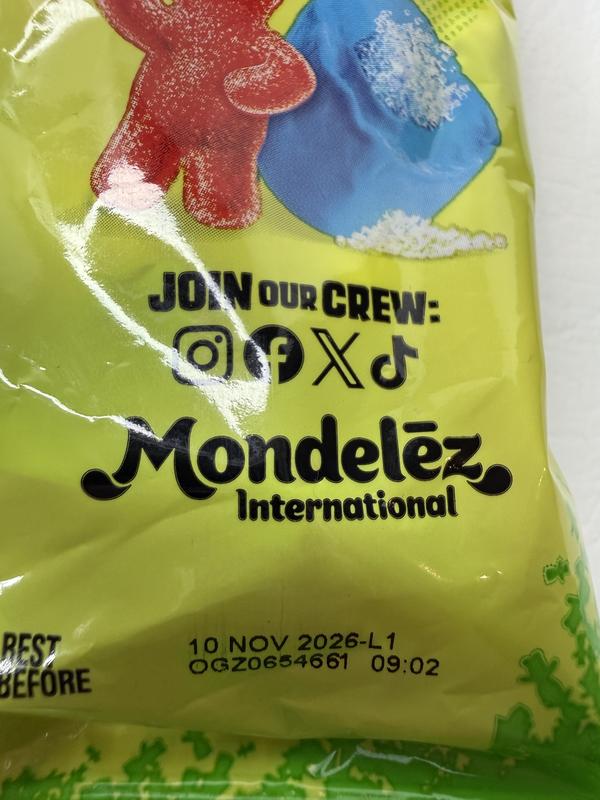 JOIN OUR CREW:
Mondelēz
International
BEST
BEFORE
10 NOV 2026-L1
OGZ0654661 09:02